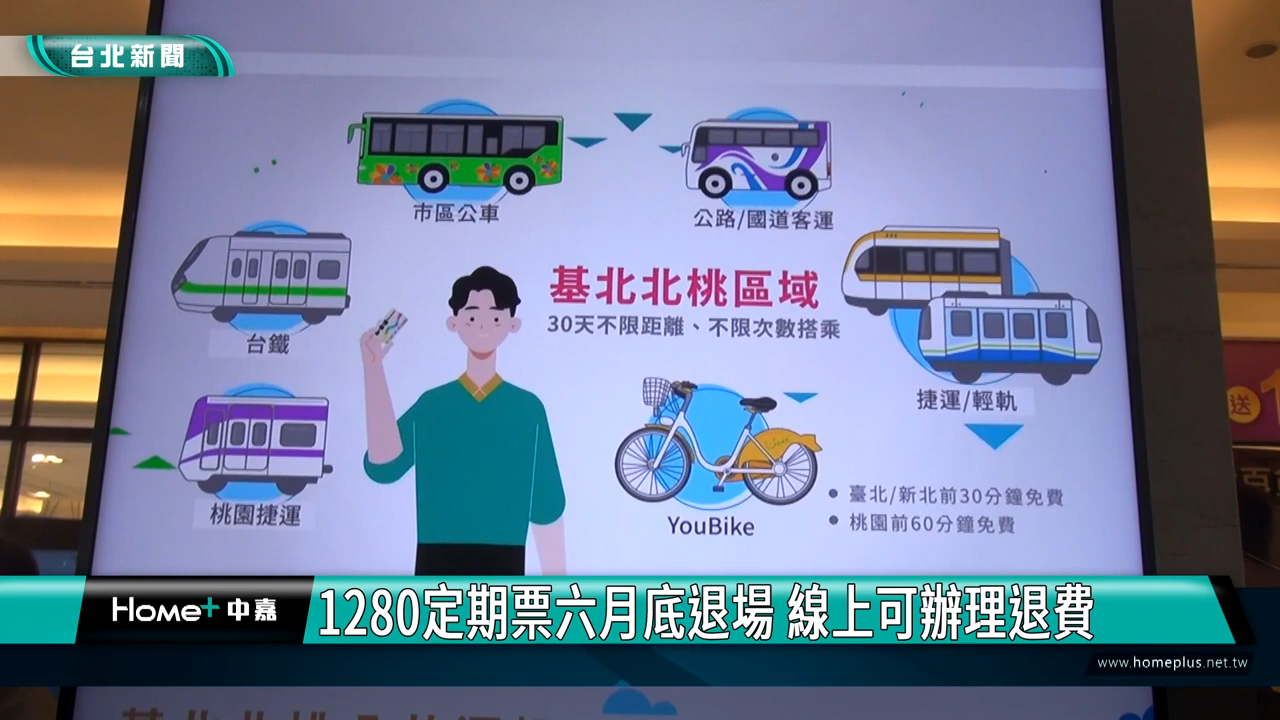 台北新聞
市區公車
公路/國道客運
基北北桃區域
30天不限距離、不限次數搭乘
台鐵
捷運/輕軌
送
桃園捷運
YouBike
臺北/新北前30分鐘免費
桃園前60分鐘免費
Home+中嘉
1280定期票六月底退場 線上可辦理退費
www.homeplus.net.tw